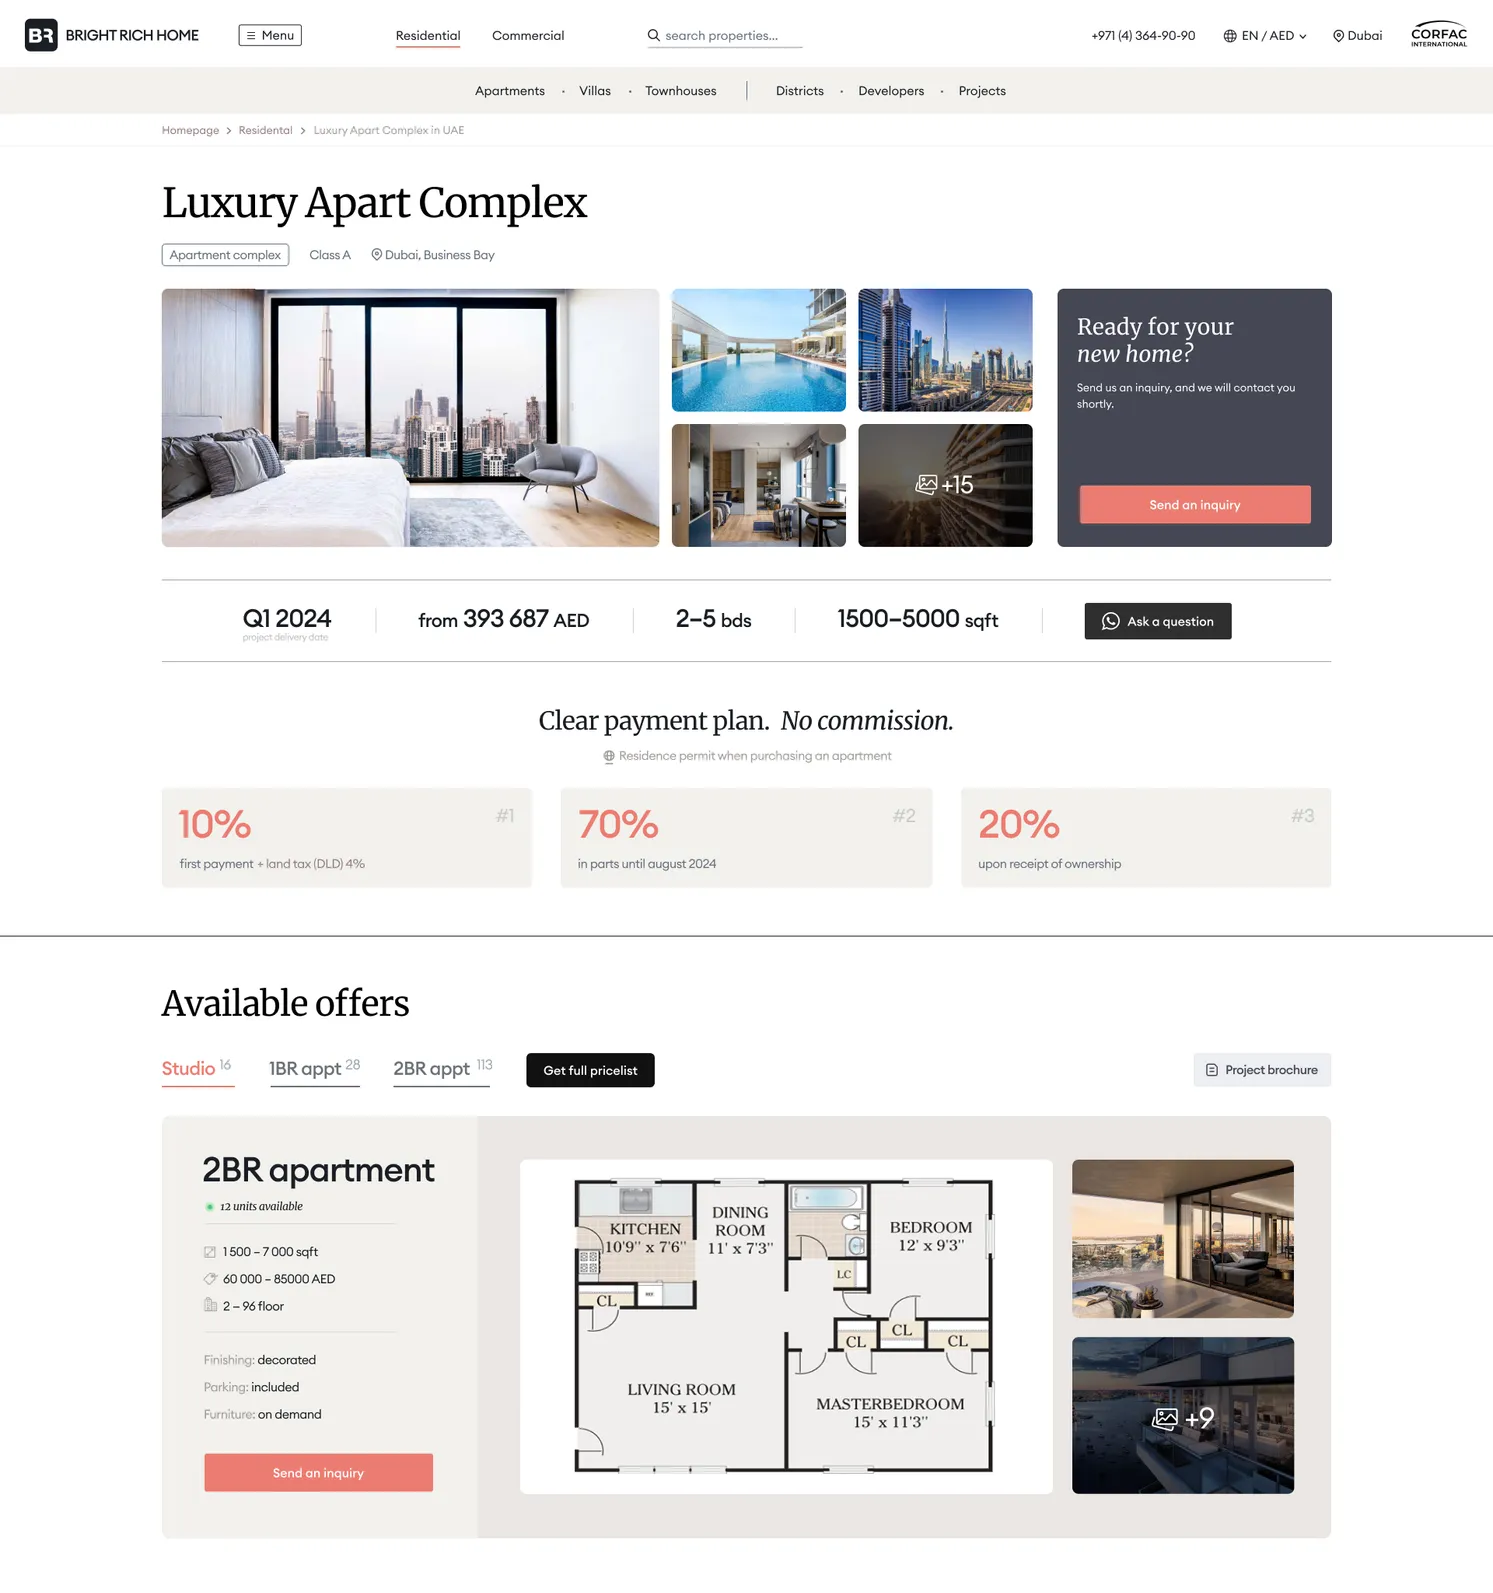 BR BRIGHT RICH HOME
Menu
Residential
Commercial
search properties...
+971 (4) 364-90-90
EN / AED
Dubai
CORFAC
INTERNATIONAL
Apartments • Villas • Townhouses
Districts • Developers • Projects
Homepage > Residental > Luxury Apart Complex in UAE
Luxury Apart Complex
Apartment complex
Class A
Dubai, Business Bay
+15
Ready for your
new home?
Send us an inquiry, and we will contact you
shortly.
Send an inquiry
Q1 2024
project delivery date
from 393 687 AED
2–5 bds
1500–5000 sqft
Ask a question
Clear payment plan. No commission.
Residence permit when purchasing an apartment
10%
#1
first payment + land tax (DLD) 4%
70%
#2
in parts until august 2024
20%
#3
upon receipt of ownership
Available offers
Studio 16
1BR appt 28
2BR appt 113
Get full pricelist
Project brochure
2BR apartment
12 units available
1 500 – 7 000 sqft
60 000 – 85000 AED
2 – 96 floor
Finishing: decorated
Parking: included
Furniture: on demand
Send an inquiry
KITCHEN
10'9" x 7'6"
DINING
ROOM
11' x 7'3"
BEDROOM
12' x 9'3"
LC
CL
REF.
CL
CL
CL
LIVING ROOM
15' x 15'
MASTERBEDROOM
15' x 11'3"
+9